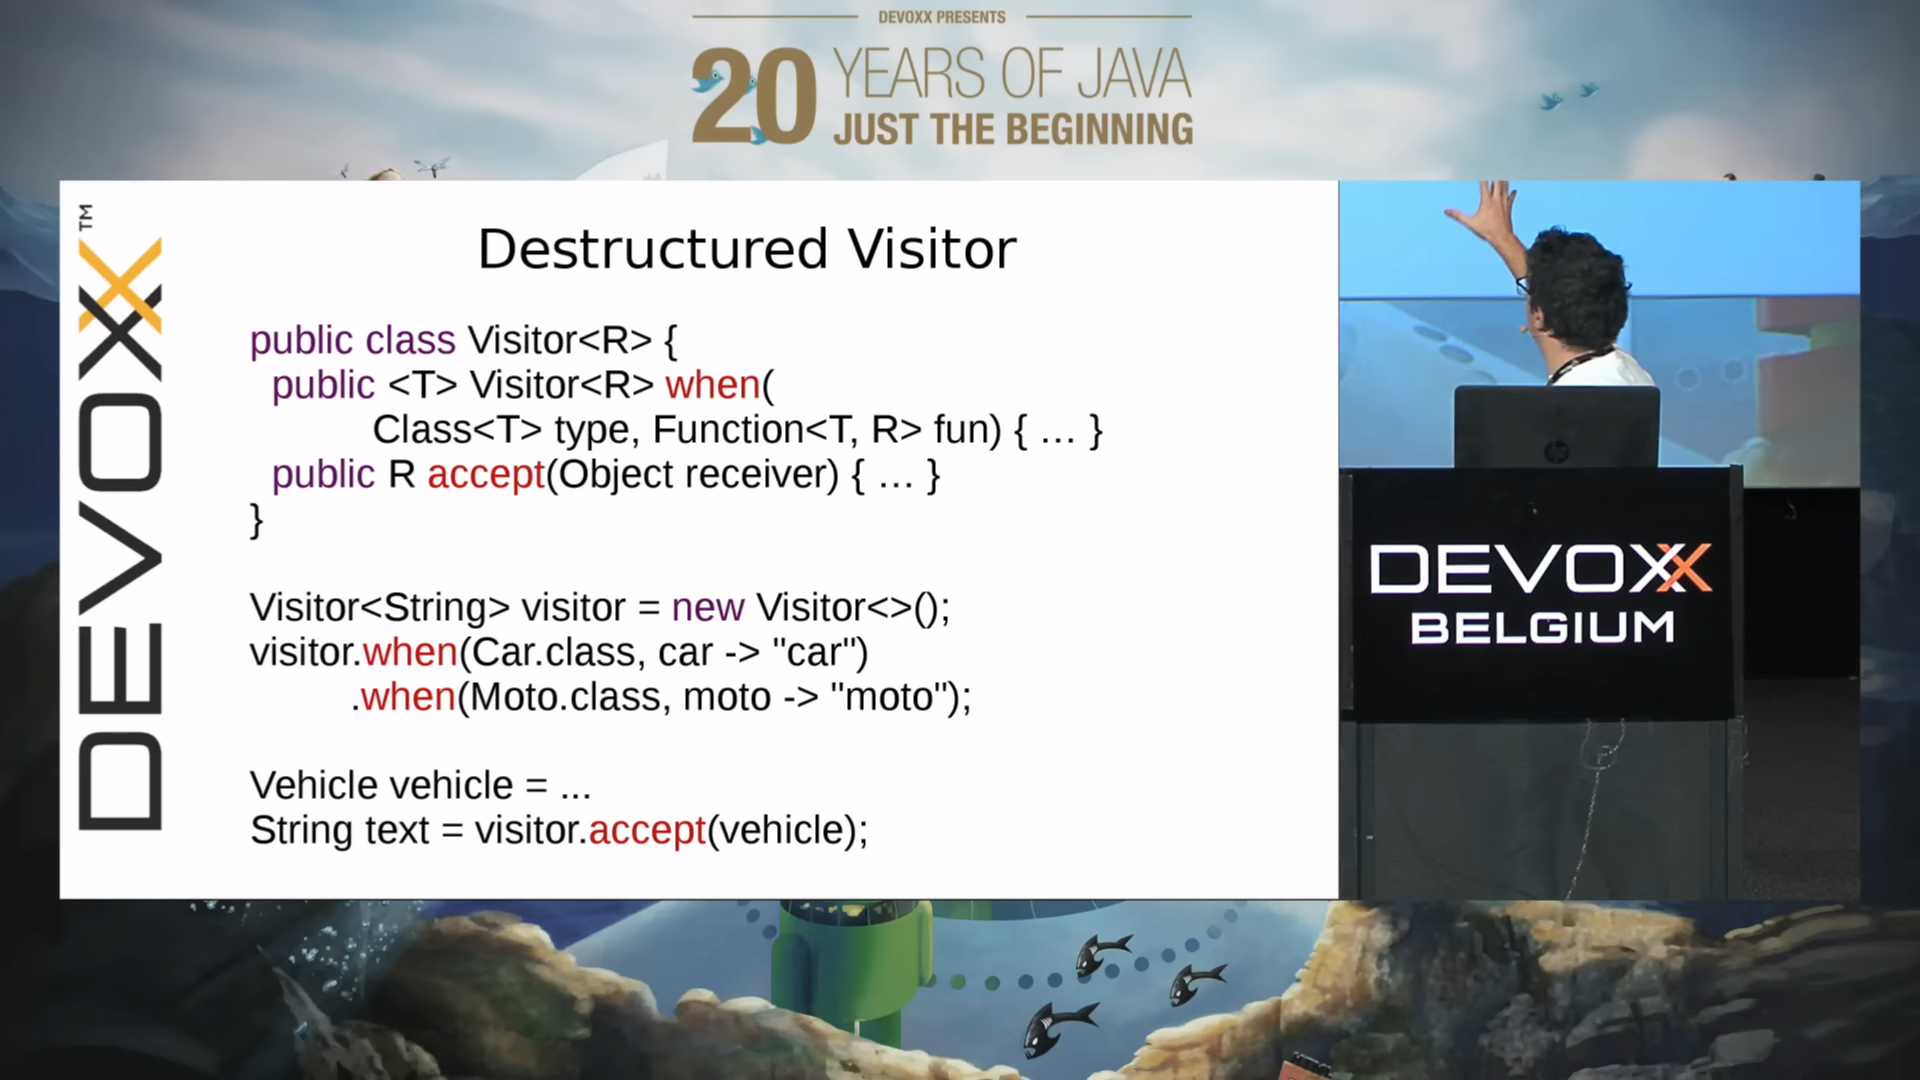 DEVOXX PRESENTS
20 YEARS OF JAVA
JUST THE BEGINNING
DEVOXX™
Destructured Visitor
public class Visitor<R> {
public <T> Visitor<R> when(
Class<T> type, Function<T, R> fun) { ... }
public R accept(Object receiver) { ... }
}
Visitor<String> visitor = new Visitor<>();
visitor.when(Car.class, car -> "car")
.when(Moto.class, moto -> "moto");
Vehicle vehicle = ...
String text = visitor.accept(vehicle);
hp
DEVOXX
BELGIUM